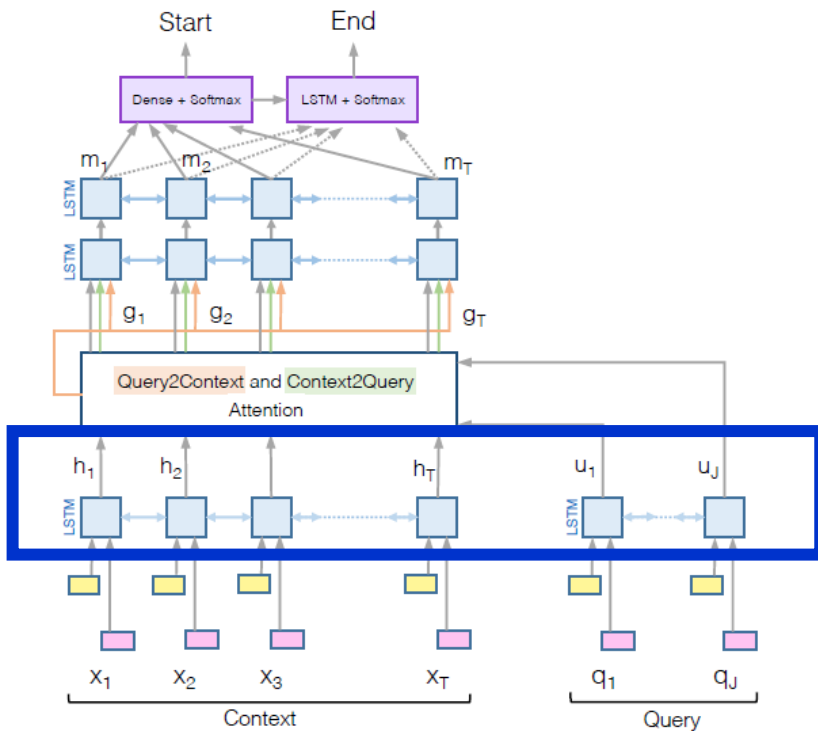 Start End
Dense + Softmax LSTM + Softmax
m1 m2 mT
LSTM
LSTM
g1 g2 gT
Query2Context and Context2Query
Attention
h1 h2 hT u1 uJ
LSTM LSTM
x1 x2 x3 xT q1 qJ
Context Query